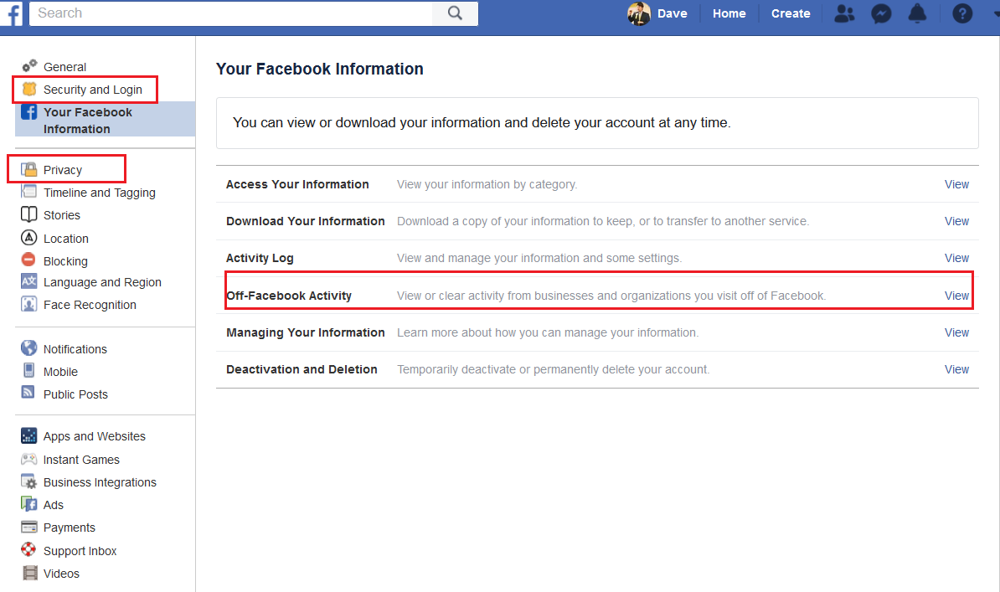 f
Search
Dave
Home
Create
General
Security and Login
Your Facebook
Information
Privacy
Timeline and Tagging
Stories
Location
Blocking
Language and Region
Face Recognition
Notifications
Mobile
Public Posts
Apps and Websites
Instant Games
Business Integrations
Ads
Payments
Support Inbox
Videos
Your Facebook Information
You can view or download your information and delete your account at any time.
Access Your Information View your information by category. View
Download Your Information Download a copy of your information to keep, or to transfer to another service. View
Activity Log View and manage your information and some settings. View
Off-Facebook Activity View or clear activity from businesses and organizations you visit off of Facebook. View
Managing Your Information Learn more about how you can manage your information. View
Deactivation and Deletion Temporarily deactivate or permanently delete your account. View